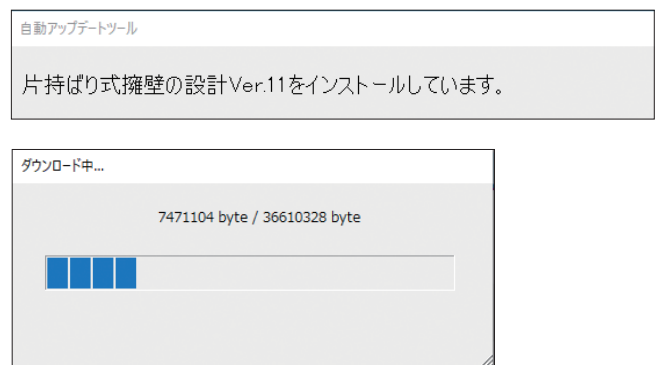 自動アップデートツール
片持ばり式擁壁の設計Ver.11をインストールしています。
ダウンロード中...
7471104 byte / 36610328 byte